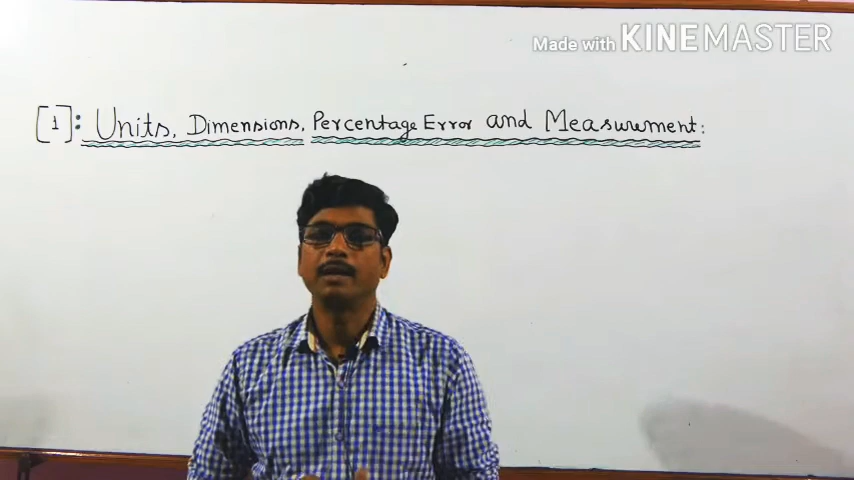 Made with KINEMASTER
[1]: Units, Dimensions, Percentage Error and Measurement: